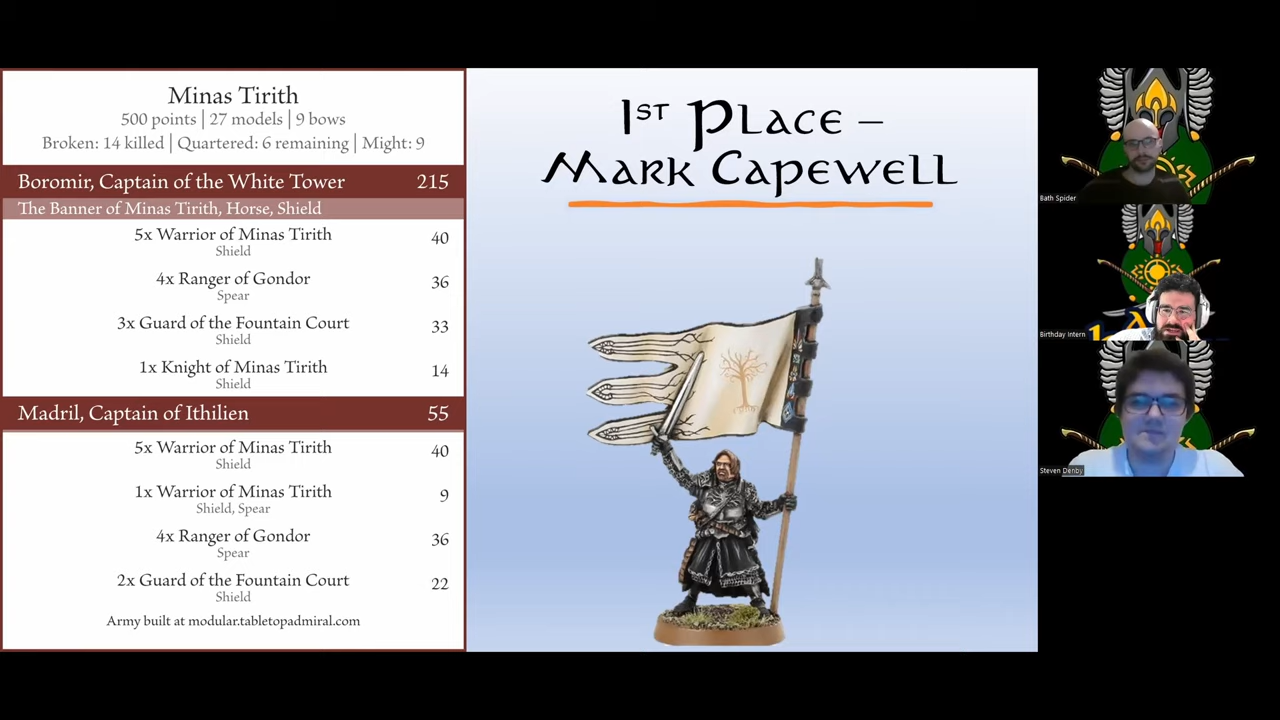 Minas Tirith
500 points | 27 models | 9 bows
Broken: 14 killed | Quartered: 6 remaining | Might: 9
Boromir, Captain of the White Tower 215
The Banner of Minas Tirith, Horse, Shield
5x Warrior of Minas Tirith 40
Shield
4x Ranger of Gondor 36
Spear
3x Guard of the Fountain Court 33
Shield
1x Knight of Minas Tirith 14
Shield
Madril, Captain of Ithilien 55
5x Warrior of Minas Tirith 40
Shield
1x Warrior of Minas Tirith 9
Shield, Spear
4x Ranger of Gondor 36
Spear
2x Guard of the Fountain Court 22
Shield
Army built at modular.tabletopadmiral.com
1st Place –
Mark Capewell
Bath Spider
Birthday Intern
Steven Denby